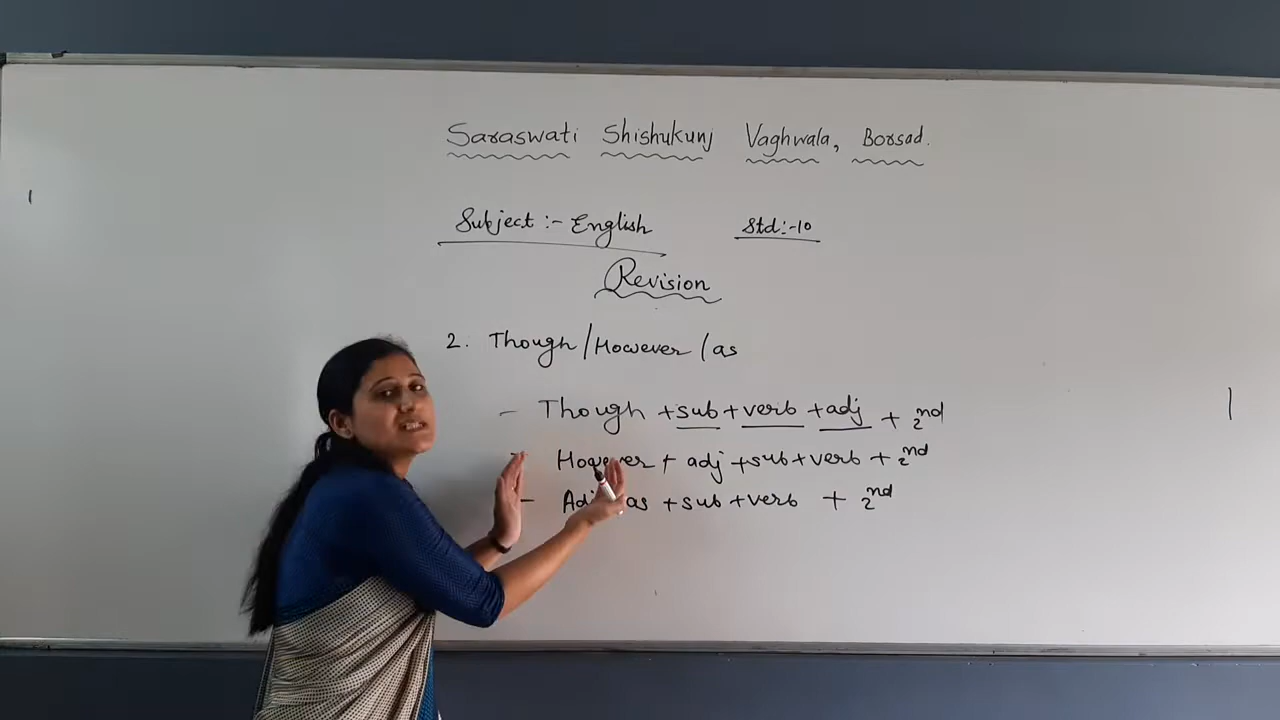 Saraswati Shishukunj Vaghwala, Borsad.
Subject :- English Std:-10
Revision
2. Though / However / as
- Though + sub + verb + adj + 2nd
- However + adj + sub + verb + 2nd
- Adj as + sub + verb + 2nd